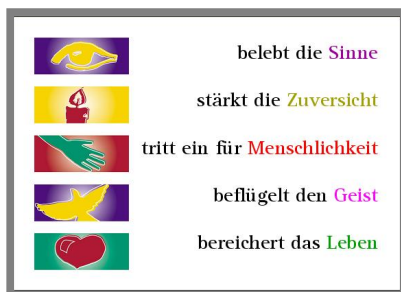 belebt die Sinne
stärkt die Zuversicht
tritt ein für Menschlichkeit
beflügelt den Geist
bereichert das Leben